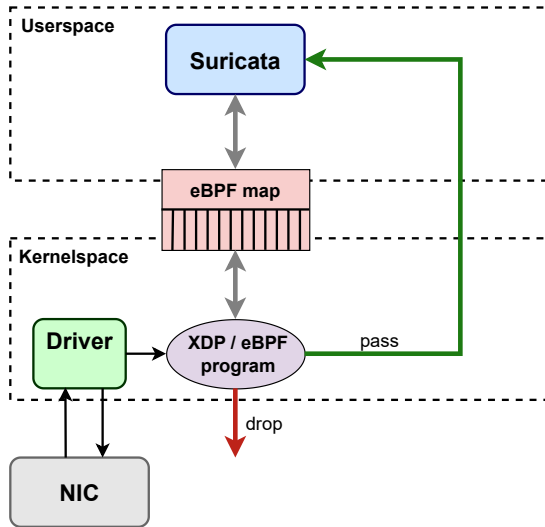 Userspace
Suricata
eBPF map
Kernelspace
Driver
XDP / eBPF
program
pass
drop
NIC